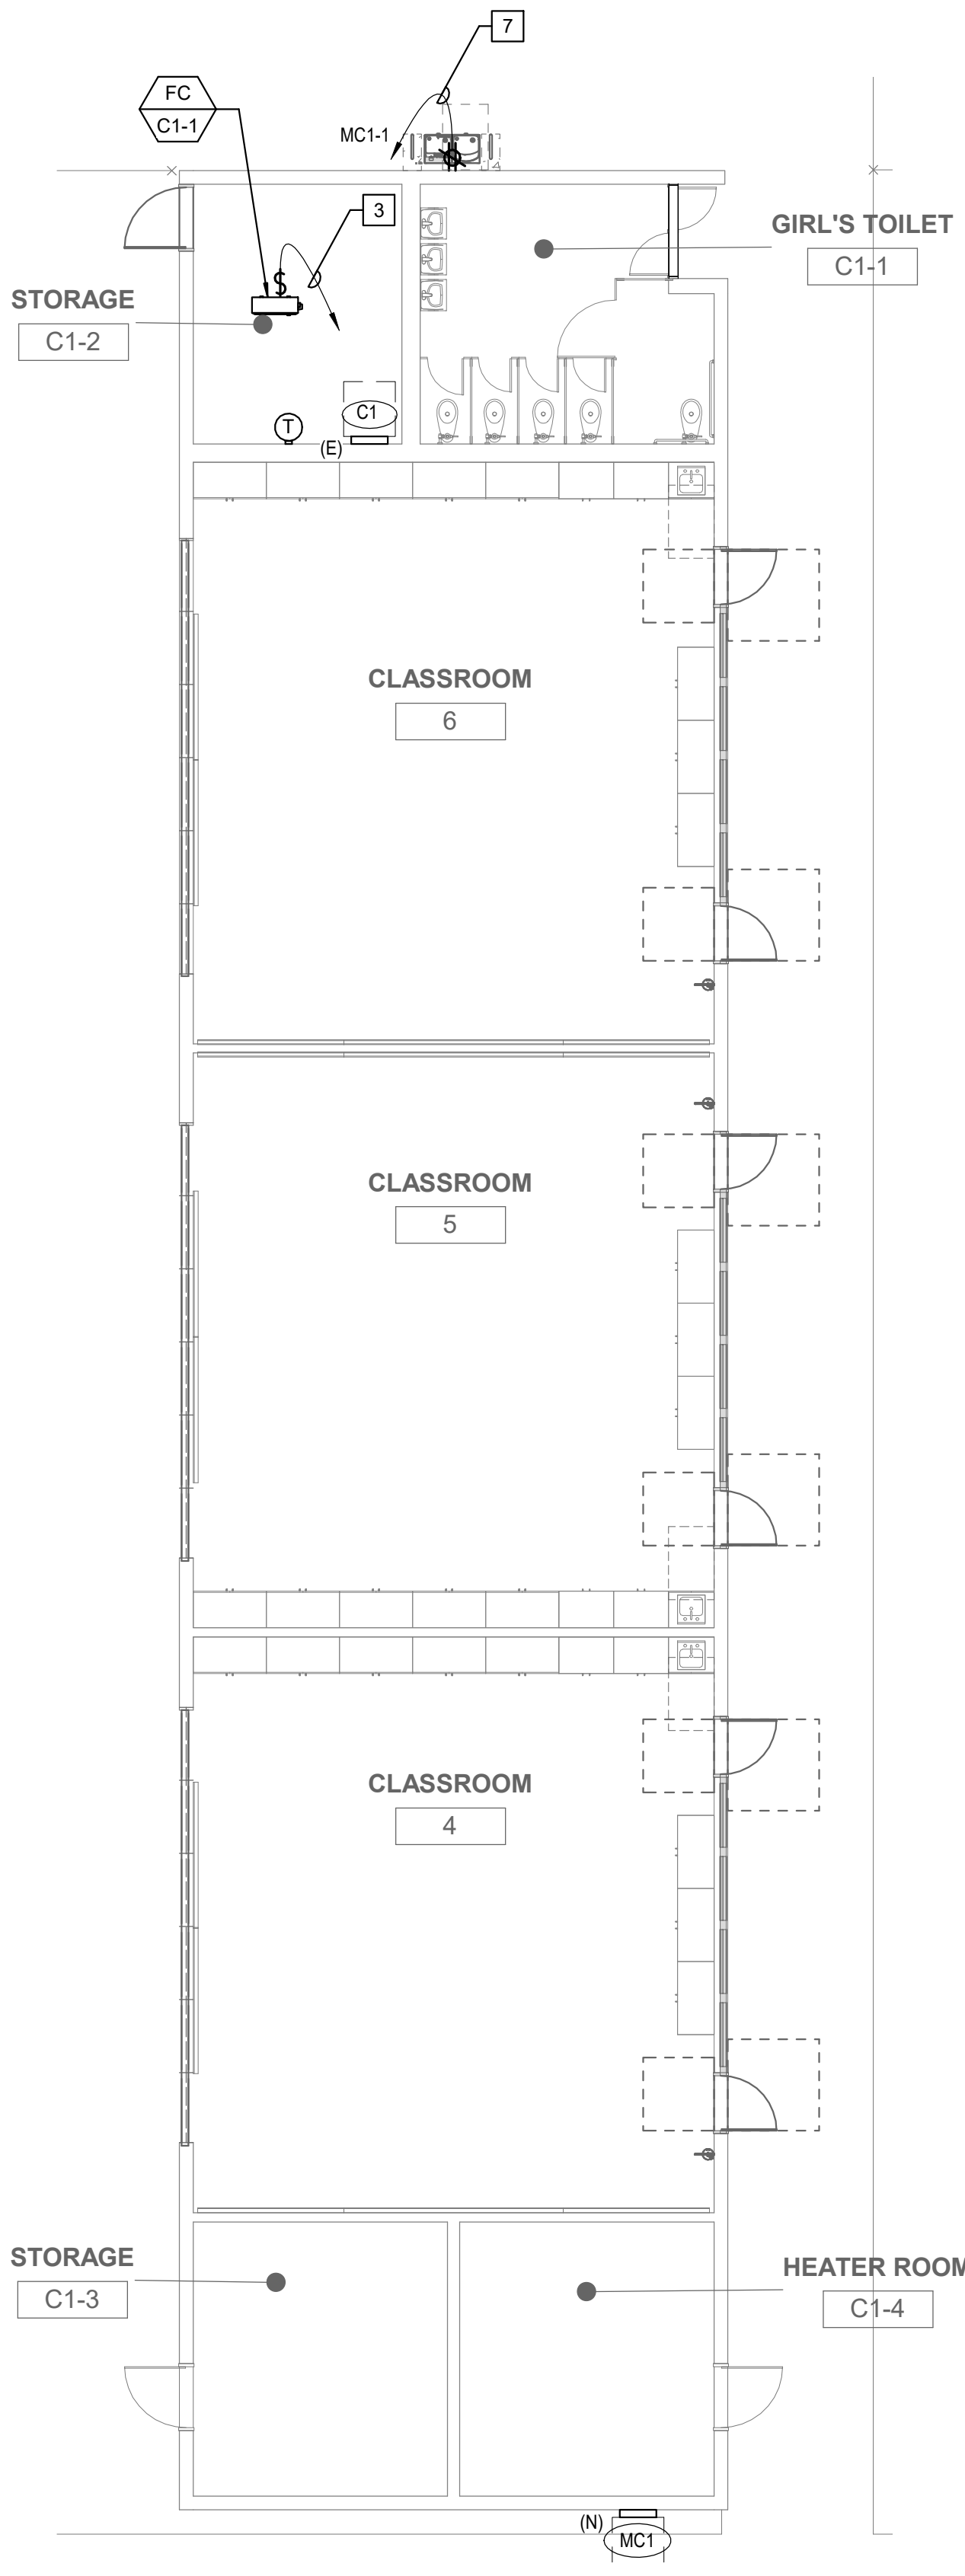 7
FC
C1-1
MC1-1
3
GIRL'S TOILET
C1-1
STORAGE
C1-2
C1
T
(E)
CLASSROOM
6
CLASSROOM
5
CLASSROOM
4
STORAGE
C1-3
HEATER ROOM
C1-4
(N)
MC1